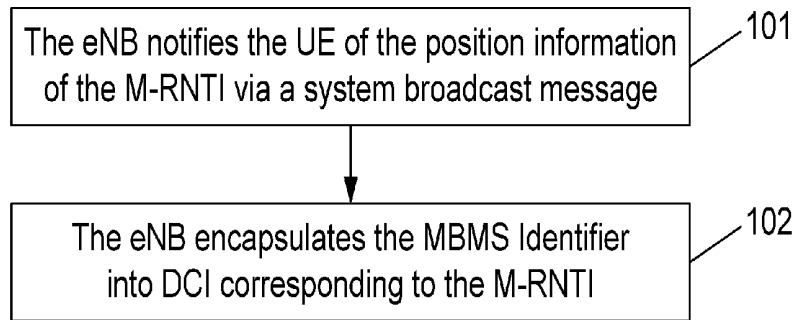 The eNB notifies the UE of the position information
of the M-RNTI via a system broadcast message
101
The eNB encapsulates the MBMS Identifier
into DCI corresponding to the M-RNTI
102